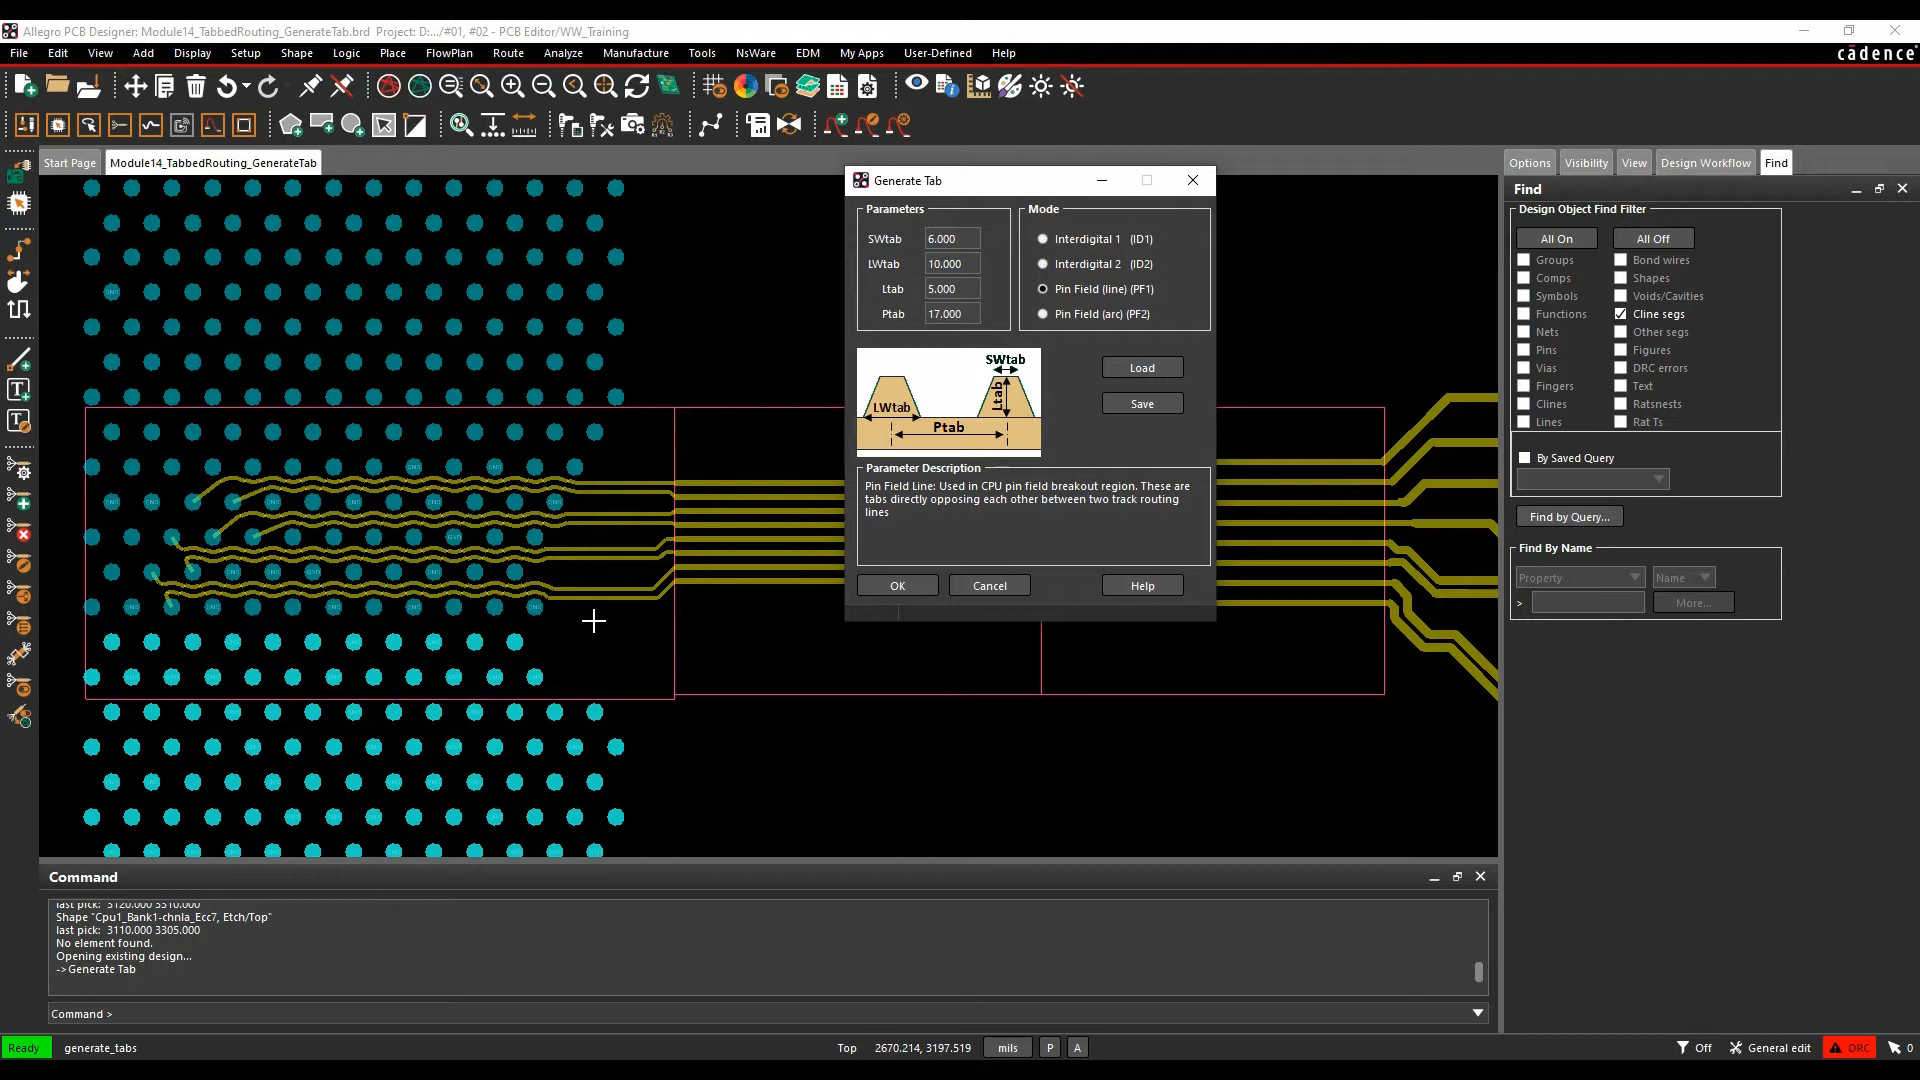 Allegro PCB Designer: Module14_TabbedRouting_GenerateTab.brd Project: D:.../#01, #02 - PCB Editor/WW_Training
File Edit View Add Display Setup Shape Logic Place FlowPlan Route Analyze Manufacture Tools NsWare EDM My Apps User-Defined Help
cādence
Start Page Module14_TabbedRouting_GenerateTab
Options Visibility View Design Workflow Find
Generate Tab
Parameters
SWtab 6.000
LWtab 10.000
Ltab 5.000
Ptab 17.000
Mode
Interdigital 1 (ID1)
Interdigital 2 (ID2)
Pin Field (line) (PF1)
Pin Field (arc) (PF2)
SWtab
LWtab
Ltab
Ptab
Load
Save
Parameter Description
Pin Field Line: Used in CPU pin field breakout region. These are
tabs directly opposing each other between two track routing
lines
OK Cancel Help
Find
Design Object Find Filter
All On All Off
Groups Bond wires
Comps Shapes
Symbols Voids/Cavities
Functions Cline segs
Nets Other segs
Pins Figures
Vias DRC errors
Fingers Text
Clines Ratsnests
Lines Rat Ts
By Saved Query
Find by Query...
Find By Name
Property Name
> More...
Command
last pick: 3120.000 3310.000
Shape "Cpu1_Bank1-chnla_Ecc7, Etch/Top"
last pick: 3110.000 3305.000
No element found.
Opening existing design...
->Generate Tab
Command >
Ready generate_tabs Top 2670.214, 3197.519 mils P A Off General edit DRC 0